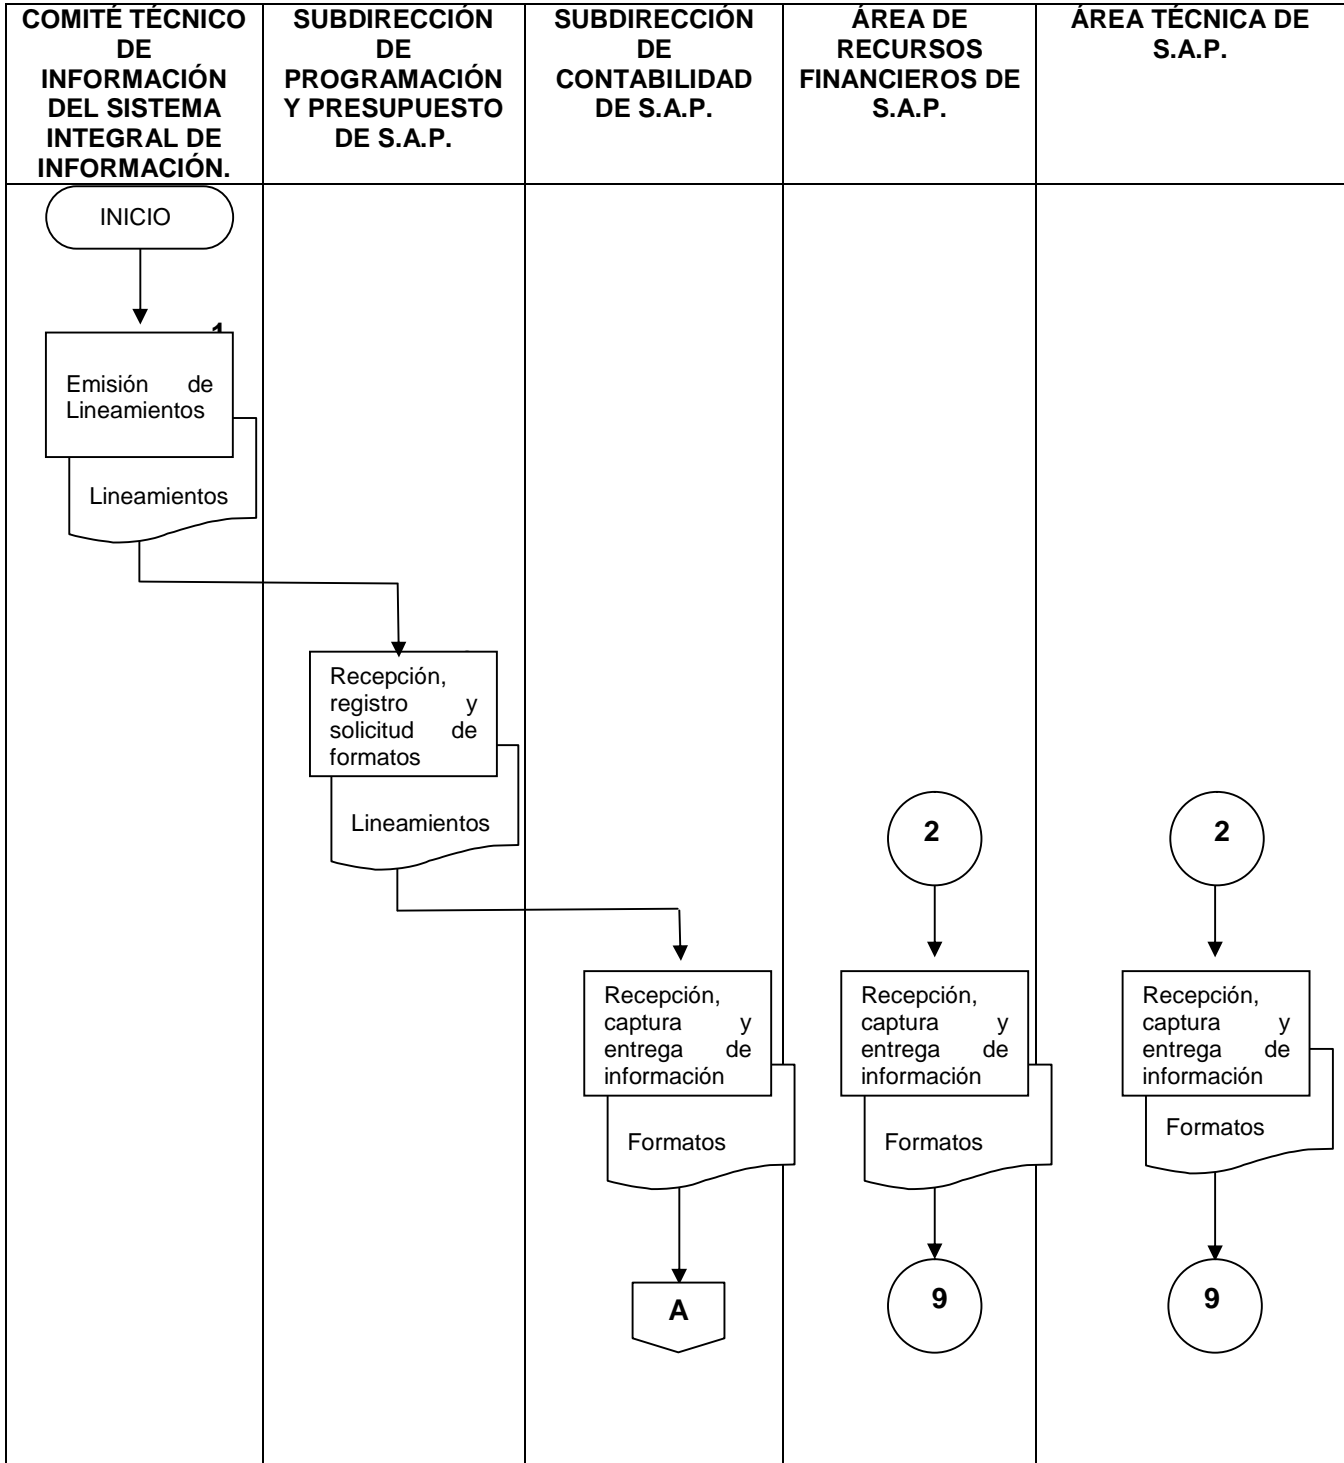 COMITÉ TÉCNICO
DE
INFORMACIÓN
DEL SISTEMA
INTEGRAL DE
INFORMACIÓN.
SUBDIRECCIÓN
DE
PROGRAMACIÓN
Y PRESUPUESTO
DE S.A.P.
SUBDIRECCIÓN
DE
CONTABILIDAD
DE S.A.P.
ÁREA DE
RECURSOS
FINANCIEROS DE
S.A.P.
ÁREA TÉCNICA DE
S.A.P.
INICIO
1
Emisión de
Lineamientos
Lineamientos
Recepción,
registro y
solicitud de
formatos
Lineamientos
2
2
Recepción,
captura y
entrega de
información
Formatos
Recepción,
captura y
entrega de
información
Formatos
Recepción,
captura y
entrega de
información
Formatos
A
9
9